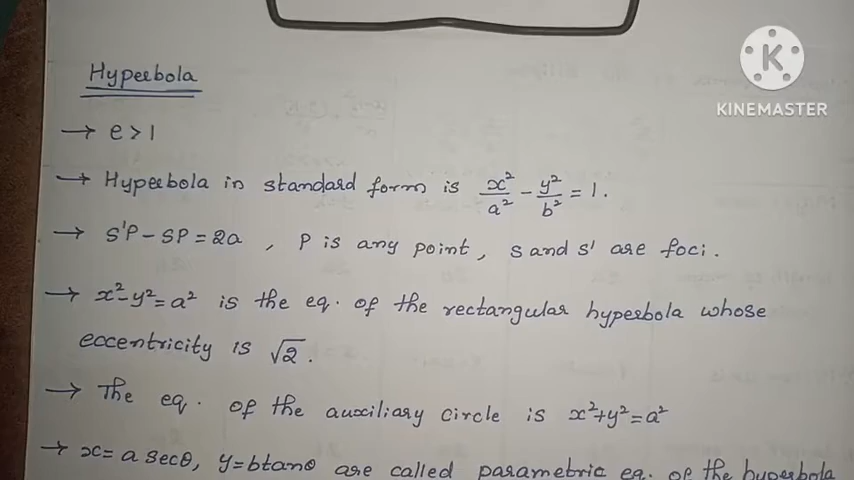 Hyperbola
→ e > 1
→ Hyperbola in standard form is x²/a² - y²/b² = 1.
→ S'P - SP = 2a , P is any point, S and S' are foci.
→ x² - y² = a² is the eq. of the rectangular hyperbola whose
eccentricity is √2.
→ The eq. of the auxiliary circle is x² + y² = a²
→ x = a secθ, y = b tanθ are called parametric eq. of the hyperbola
K
KINEMASTER